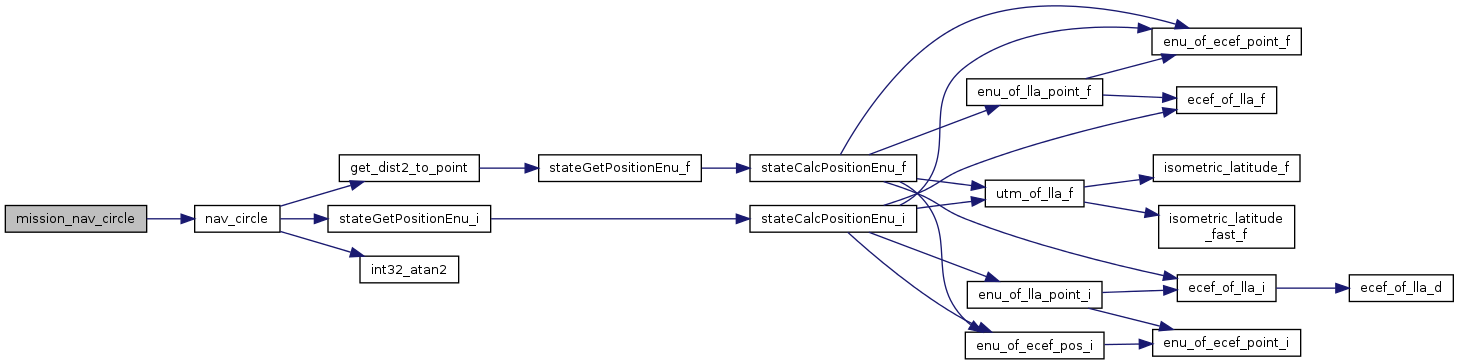 mission_nav_circle
nav_circle
get_dist2_to_point
stateGetPositionEnu_i
int32_atan2
stateGetPositionEnu_f
stateCalcPositionEnu_f
stateCalcPositionEnu_i
enu_of_lla_point_f
utm_of_lla_f
enu_of_lla_point_i
enu_of_ecef_pos_i
enu_of_ecef_point_f
ecef_of_lla_f
isometric_latitude_f
isometric_latitude
_fast_f
ecef_of_lla_i
enu_of_ecef_point_i
ecef_of_lla_d